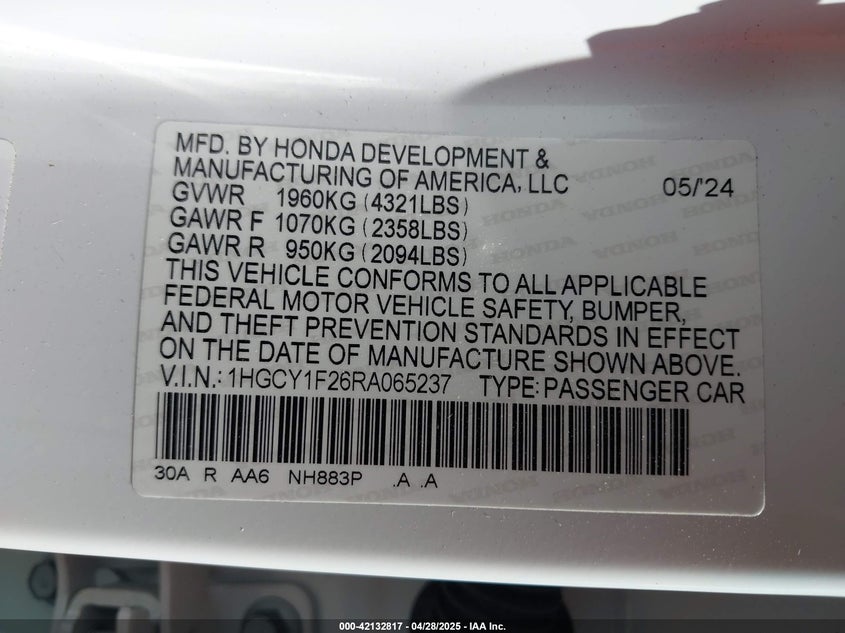 MFD. BY HONDA DEVELOPMENT &
MANUFACTURING OF AMERICA, LLC 05/'24
GVWR 1960KG (4321LBS)
GAWR F 1070KG (2358LBS)
GAWR R 950KG (2094LBS)
THIS VEHICLE CONFORMS TO ALL APPLICABLE
FEDERAL MOTOR VEHICLE SAFETY, BUMPER,
AND THEFT PREVENTION STANDARDS IN EFFECT
ON THE DATE OF MANUFACTURE SHOWN ABOVE.
V.I.N.: 1HGCY1F26RA065237 TYPE: PASSENGER CAR
30A R AA6 NH883P .A .A
000-42132817 - 04/28/2025 - IAA Inc.